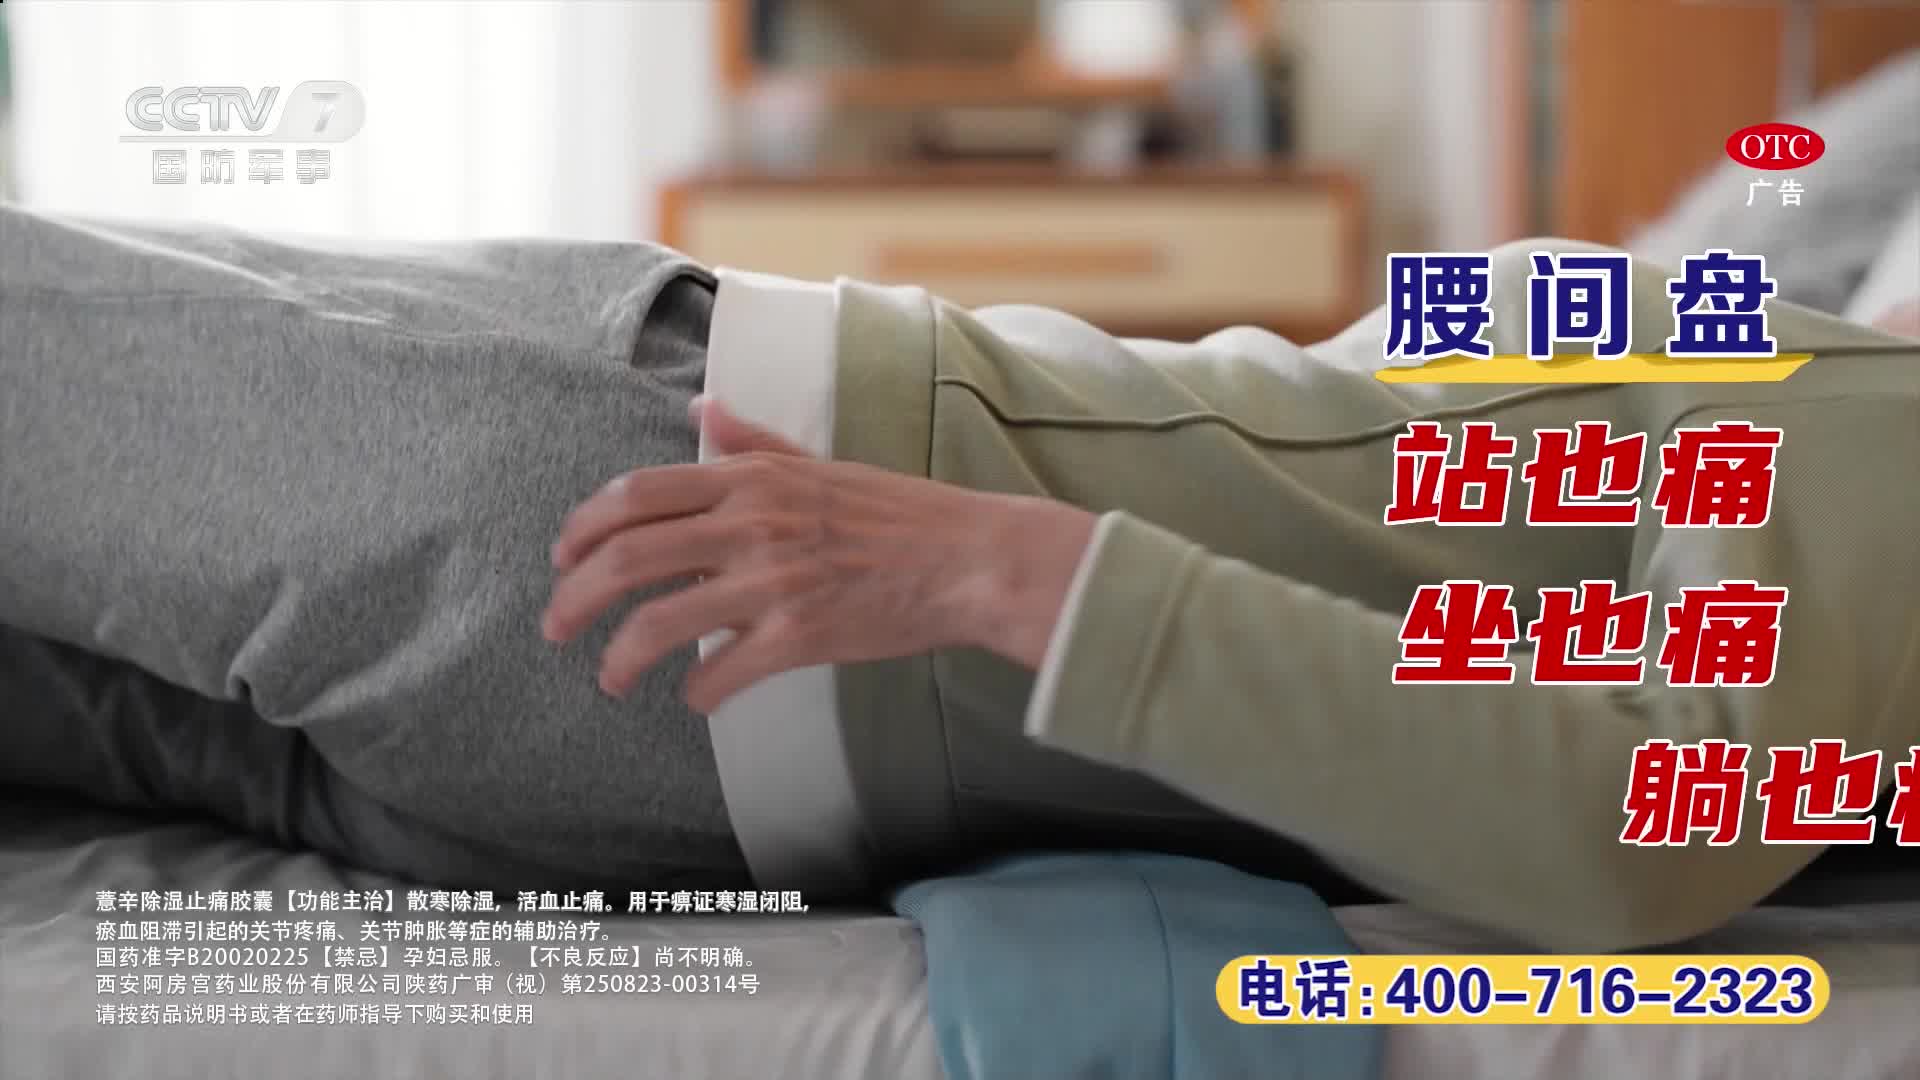 CCTV 7
国防军事
OTC
广告
腰间盘
站也痛
坐也痛
躺也
薏辛除湿止痛胶囊【功能主治】散寒除湿，活血止痛。用于痹证寒湿闭阻，
瘀血阻滞引起的关节疼痛、关节肿胀等症的辅助治疗。
国药准字B20020225【禁忌】孕妇忌服。【不良反应】尚不明确。
西安阿房宫药业股份有限公司陕药广审（视）第250823-00314号
请按药品说明书或者在药师指导下购买和使用
电话:400-716-2323